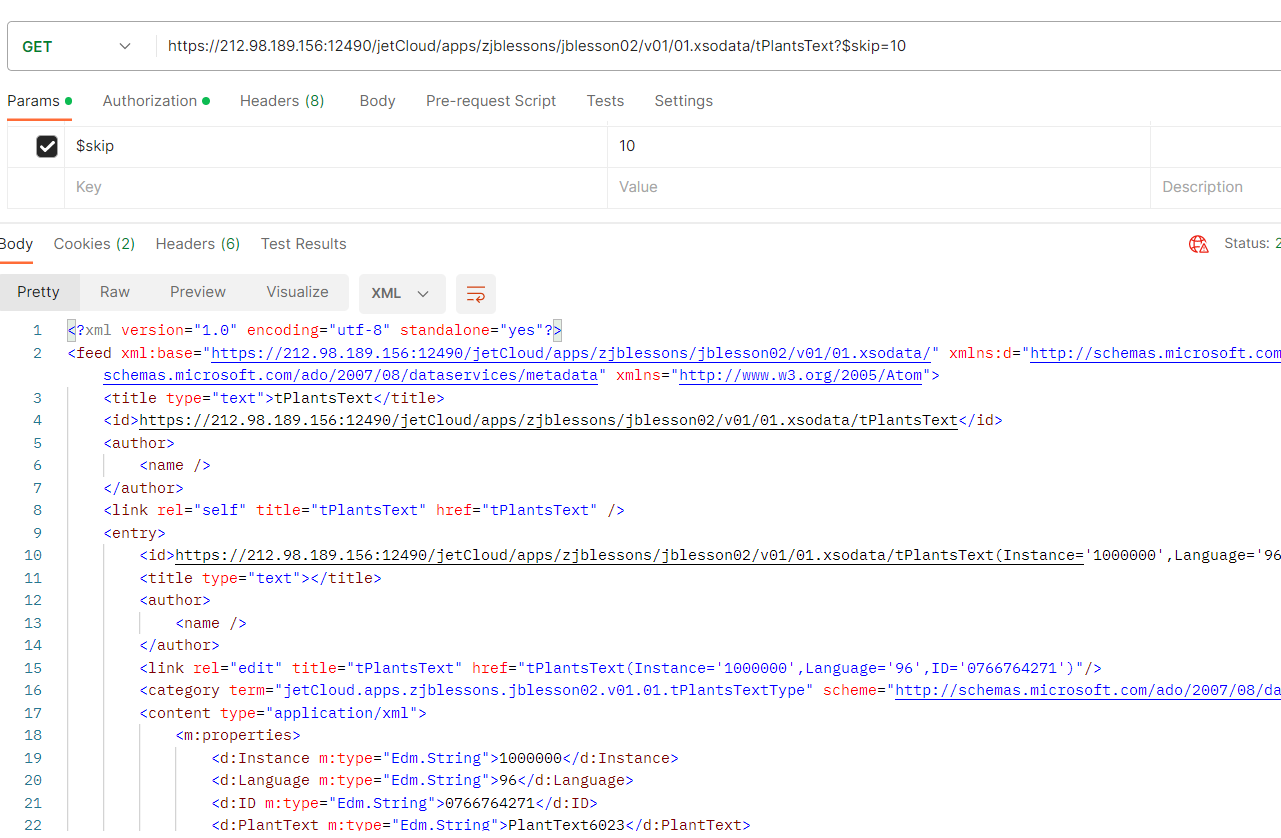 GET https://212.98.189.156:12490/jetCloud/apps/zjblessons/jblesson02/v01/01.xsodata/tPlantsText?$skip=10
Params Authorization Headers (8) Body Pre-request Script Tests Settings
$skip 10
Key Value Description
Body Cookies (2) Headers (6) Test Results Status: 2
Pretty Raw Preview Visualize XML
1 <?xml version="1.0" encoding="utf-8" standalone="yes"?>
2 <feed xml:base="https://212.98.189.156:12490/jetCloud/apps/zjblessons/jblesson02/v01/01.xsodata/" xmlns:d="http://schemas.microsoft.com
schemas.microsoft.com/ado/2007/08/dataservices/metadata" xmlns="http://www.w3.org/2005/Atom">
3 <title type="text">tPlantsText</title>
4 <id>https://212.98.189.156:12490/jetCloud/apps/zjblessons/jblesson02/v01/01.xsodata/tPlantsText</id>
5 <author>
6 <name />
7 </author>
8 <link rel="self" title="tPlantsText" href="tPlantsText" />
9 <entry>
10 <id>https://212.98.189.156:12490/jetCloud/apps/zjblessons/jblesson02/v01/01.xsodata/tPlantsText(Instance='1000000',Language='96
11 <title type="text"></title>
12 <author>
13 <name />
14 </author>
15 <link rel="edit" title="tPlantsText" href="tPlantsText(Instance='1000000',Language='96',ID='0766764271')"/>
16 <category term="jetCloud.apps.zjblessons.jblesson02.v01.01.tPlantsTextType" scheme="http://schemas.microsoft.com/ado/2007/08/da
17 <content type="application/xml">
18 <m:properties>
19 <d:Instance m:type="Edm.String">1000000</d:Instance>
20 <d:Language m:type="Edm.String">96</d:Language>
21 <d:ID m:type="Edm.String">0766764271</d:ID>
22 <d:PlantText m:type="Edm.String">PlantText6023</d:PlantText>